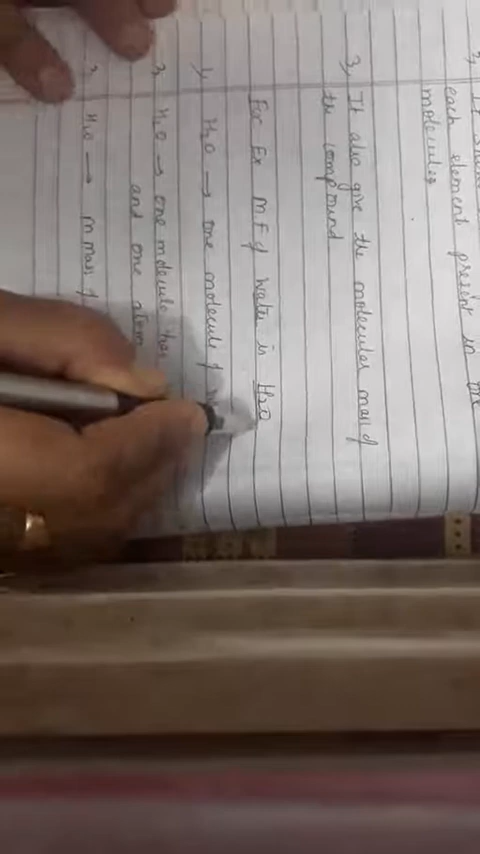 each element present in the
molecules
3, It also give the molecular mass of
the compound
For Ex M F of Water is H2O
1, H2O → one molecule of
2, H2O → one molecule has
and one atom
H2O → m mass of